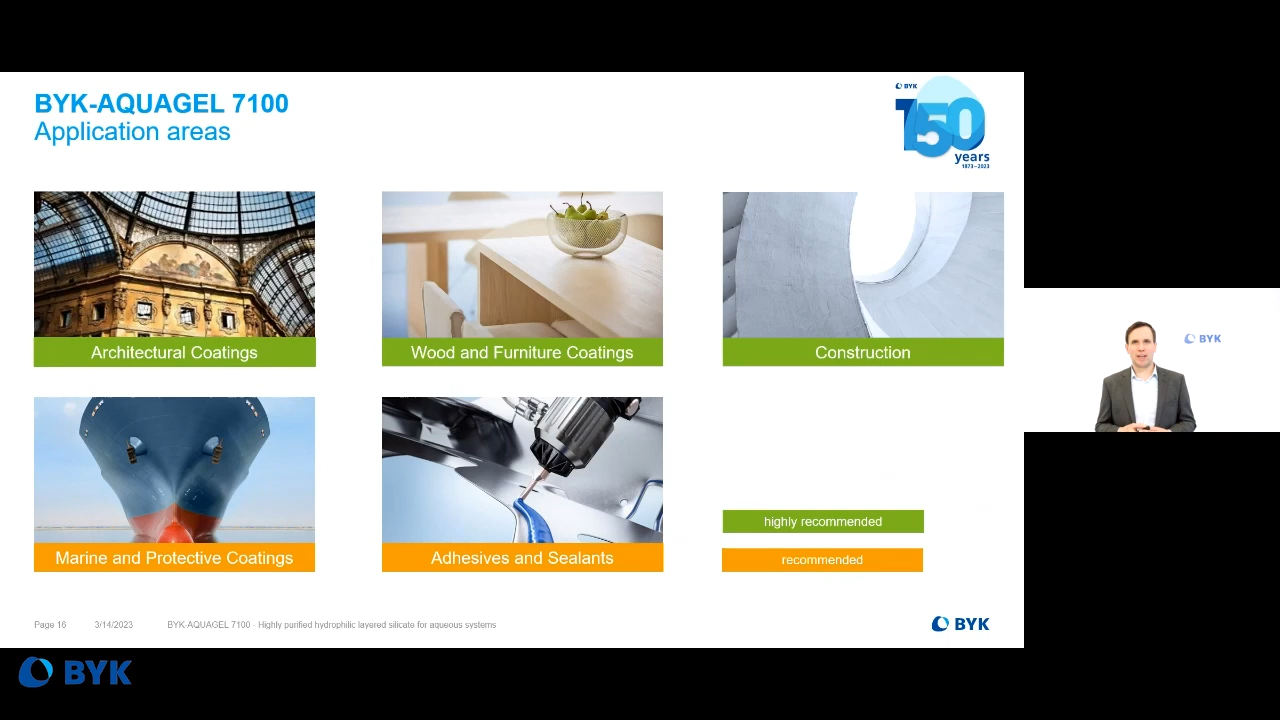 BYK-AQUAGEL 7100
Application areas
BYK
150
years
1873–2023
Architectural Coatings
Wood and Furniture Coatings
Construction
BYK
Marine and Protective Coatings
Adhesives and Sealants
highly recommended
recommended
Page 16 3/14/2023 BYK-AQUAGEL 7100 - Highly purified hydrophilic layered silicate for aqueous systems
BYK
BYK